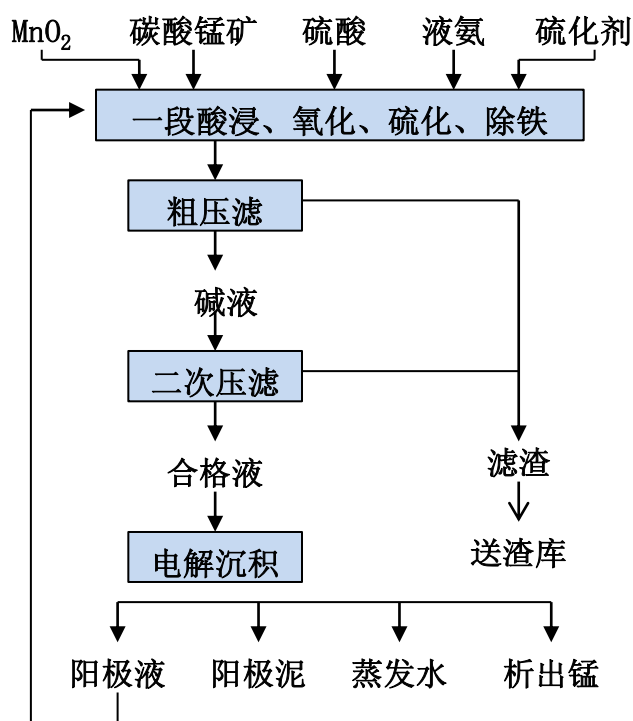 MnO₂ 碳酸锰矿 硫酸 液氨 硫化剂
一段酸浸、氧化、硫化、除铁
粗压滤
碱液
二次压滤
合格液
滤渣
电解沉积
送渣库
阳极液 阳极泥 蒸发水 析出锰